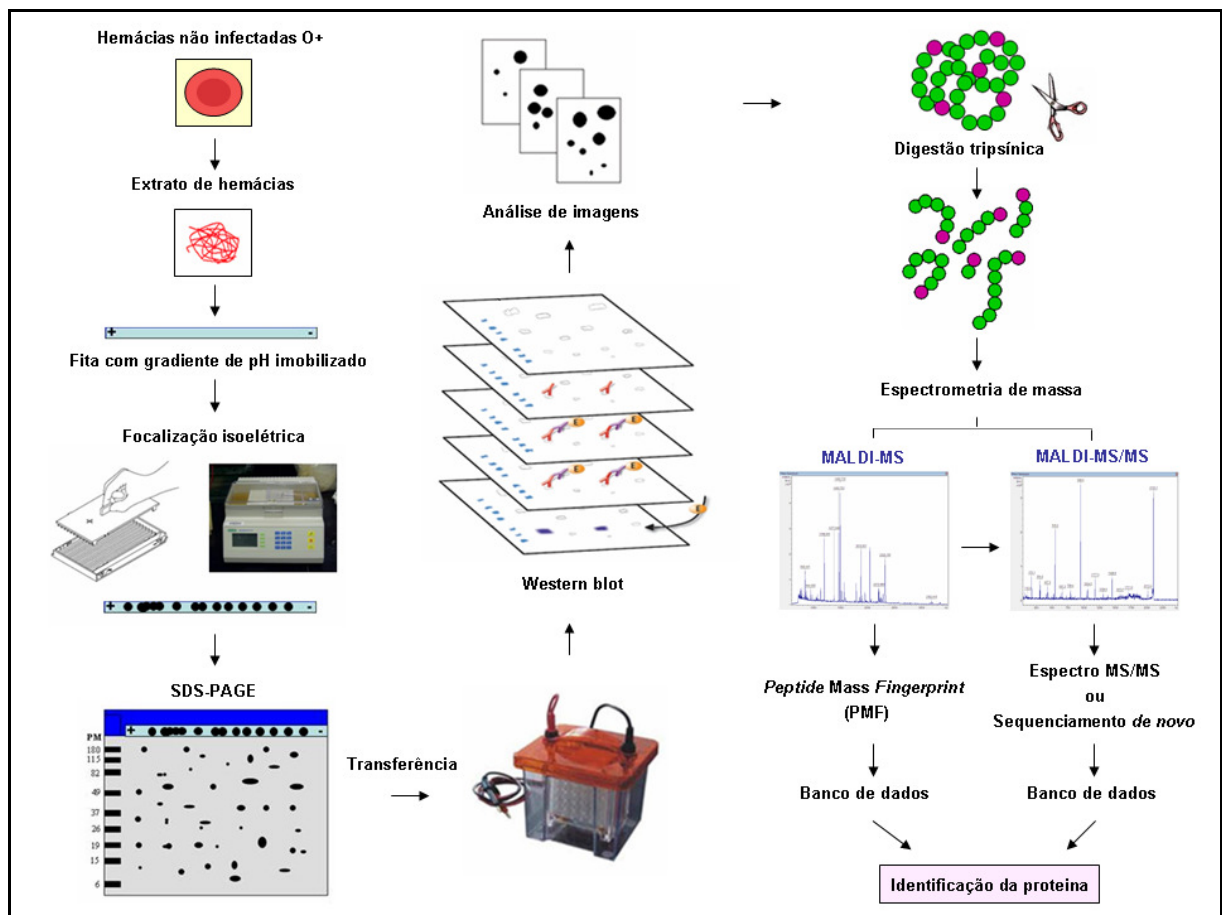 Hemácias não infectadas O+
Extrato de hemácias
+ -
Fita com gradiente de pH imobilizado
Focalização isoelétrica
+ -
SDS-PAGE
+ -
PM
180
115
82
49
37
26
19
15
6
Transferência
Western blot
E
E
E
E
E
Análise de imagens
Digestão tripsínica
Espectrometria de massa
MALDI-MS
MALDI-MS/MS
Peptide Mass Fingerprint
(PMF)
Espectro MS/MS
ou
Sequenciamento de novo
Banco de dados
Banco de dados
Identificação da proteina